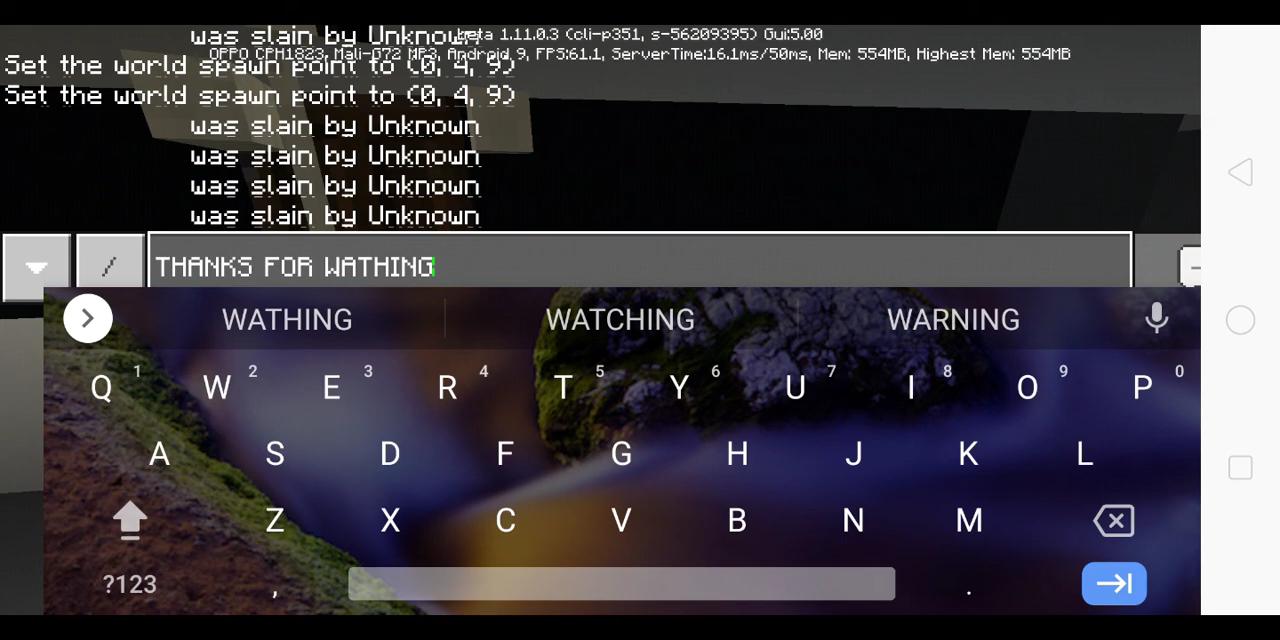 was slain by Unknown
beta 1.11.0.3 (cli-p351, s-56209395) Gui:5.00
OPPO CPH1823, Mali-G72 MP3, Android 9, FPS:61.1, ServerTime:16.1ms/50ms, Mem: 554MB, Highest Mem: 554MB
Set the world spawn point to (0, 4, 9)
Set the world spawn point to (0, 4, 9)
was slain by Unknown
was slain by Unknown
was slain by Unknown
was slain by Unknown
/ THANKS FOR WATHING
WATHING WATCHING WARNING
Q 1 W 2 E 3 R 4 T 5 Y 6 U 7 I 8 O 9 P 0
A S D F G H J K L
Z X C V B N M
?123 , .